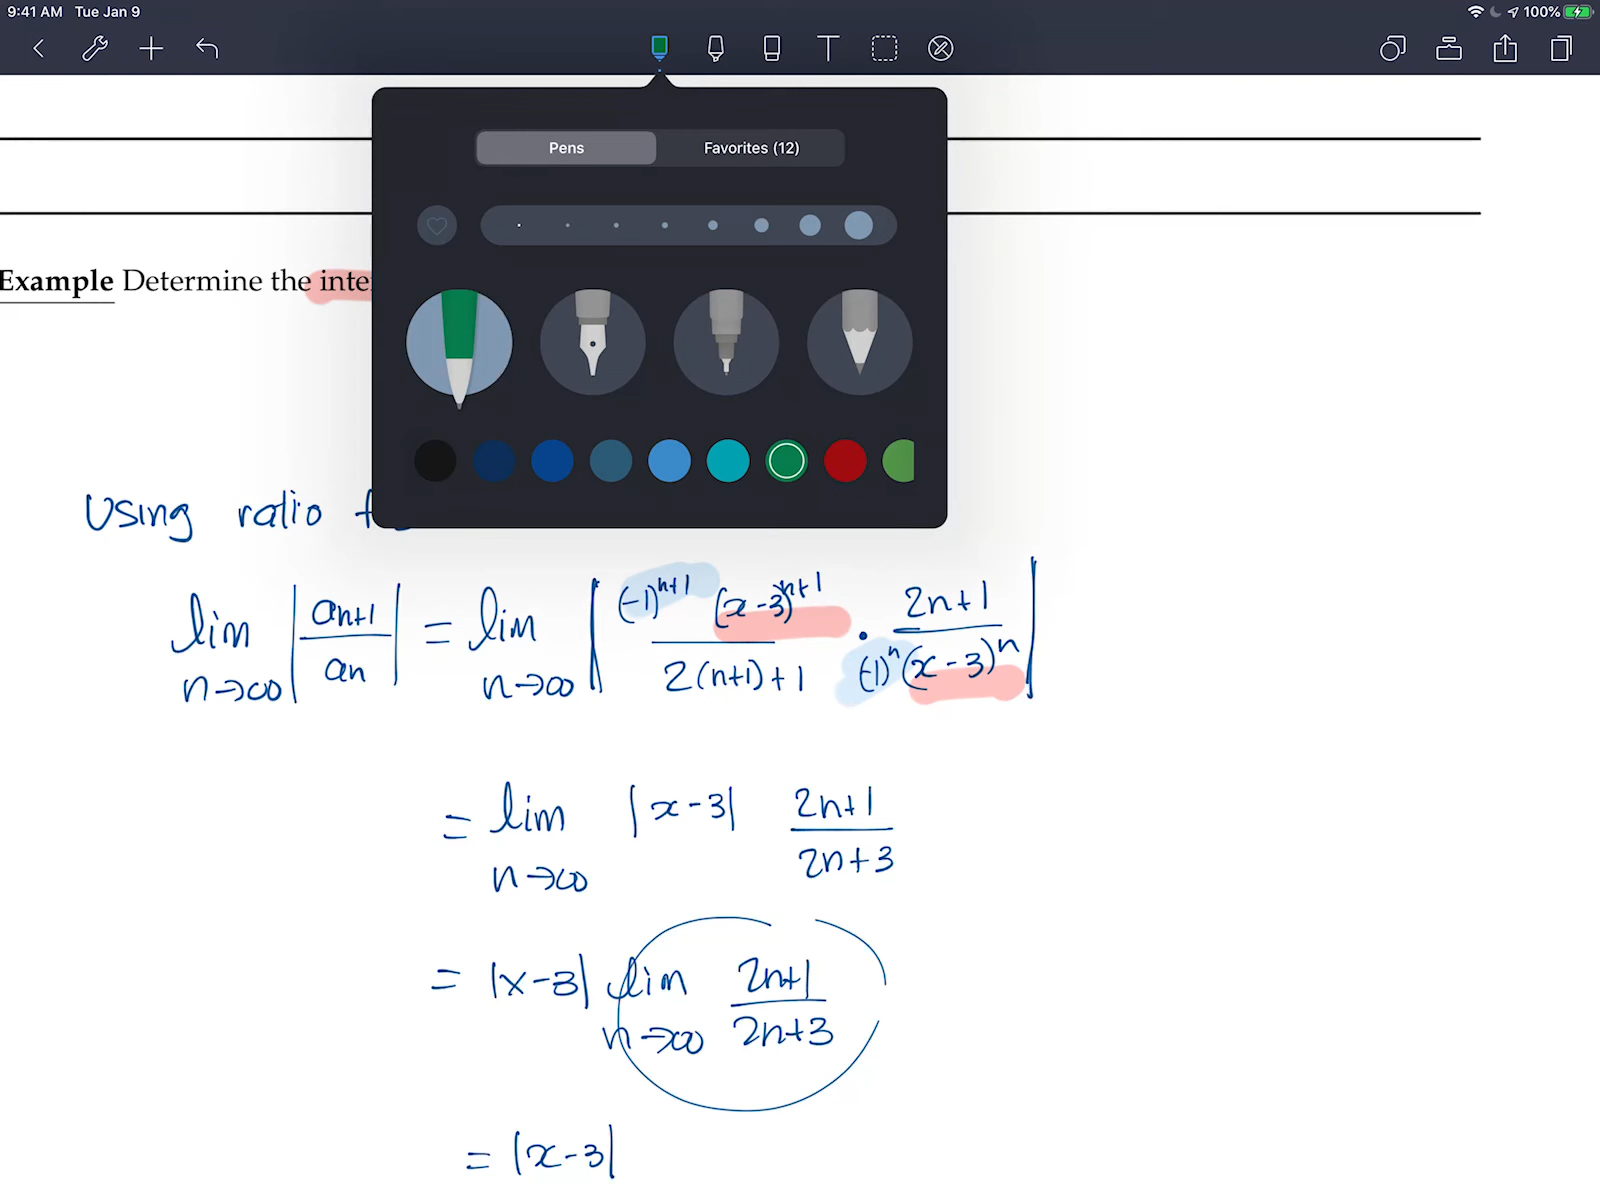 9:41 AM Tue Jan 9 100%
Pens Favorites (12)
Example Determine the inte
Using ratio
lim n→∞ |an+1 / an| = lim n→∞ | (-1)^n+1 (x-3)^n+1 / 2(n+1)+1 · 2n+1 / (-1)^n (x-3)^n |
= lim n→∞ |x-3| 2n+1 / 2n+3
= |x-3| lim n→∞ 2n+1 / 2n+3
= |x-3|